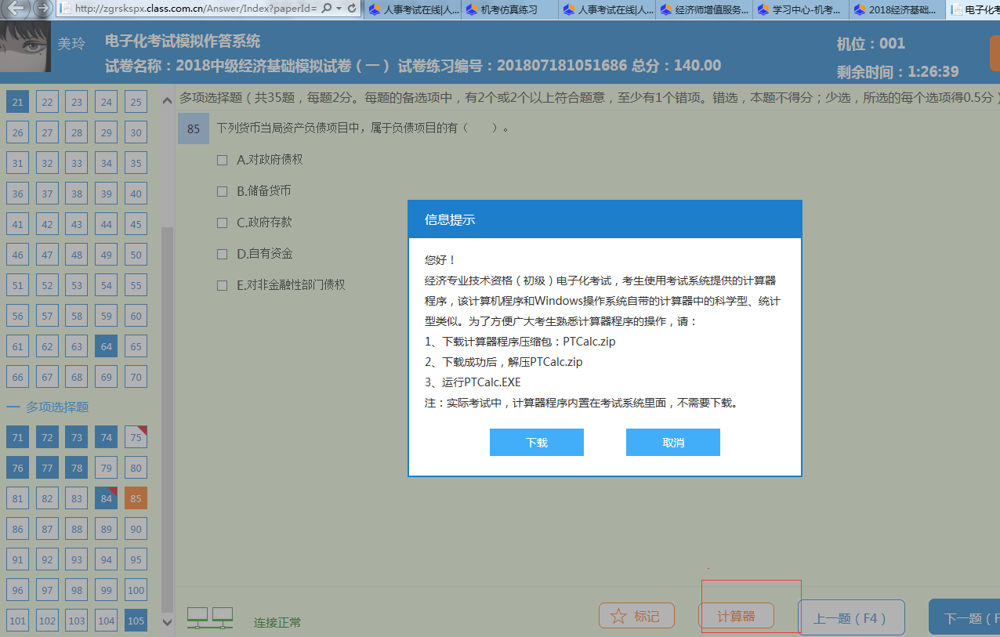 http://zgrskspx.class.com.cn/Answer/Index?paperId=
人事考试在线|人...
机考仿真练习
人事考试在线|人...
经济师增值服务...
学习中心-机考...
2018经济基础...
电子化考
美玲
电子化考试模拟作答系统
试卷名称：2018中级经济基础模拟试卷（一） 试卷练习编号：201807181051686 总分：140.00
机位：001
剩余时间：1:26:39
21 22 23 24 25
26 27 28 29 30
31 32 33 34 35
36 37 38 39 40
41 42 43 44 45
46 47 48 49 50
51 52 53 54 55
56 57 58 59 60
61 62 63 64 65
66 67 68 69 70
一 多项选择题
71 72 73 74 75
76 77 78 79 80
81 82 83 84 85
86 87 88 89 90
91 92 93 94 95
96 97 98 99 100
101 102 103 104 105
多项选择题（共35题，每题2分。每题的备选项中，有2个或2个以上符合题意，至少有1个错项。错选，本题不得分；少选，所选的每个选项得0.5分）
85 下列货币当局资产负债项目中，属于负债项目的有（ ）。
A.对政府债权
B.储备货币
C.政府存款
D.自有资金
E.对非金融性部门债权
信息提示
您好！
经济专业技术资格（初级）电子化考试，考生使用考试系统提供的计算器
程序，该计算机程序和Windows操作系统自带的计算器中的科学型、统计
型类似。为了方便广大考生熟悉计算器程序的操作，请：
1、下载计算器程序压缩包：PTCalc.zip
2、下载成功后，解压PTCalc.zip
3、运行PTCalc.EXE
注：实际考试中，计算器程序内置在考试系统里面，不需要下载。
下载 取消
连接正常
标记
计算器
上一题（F4）
下一题（F